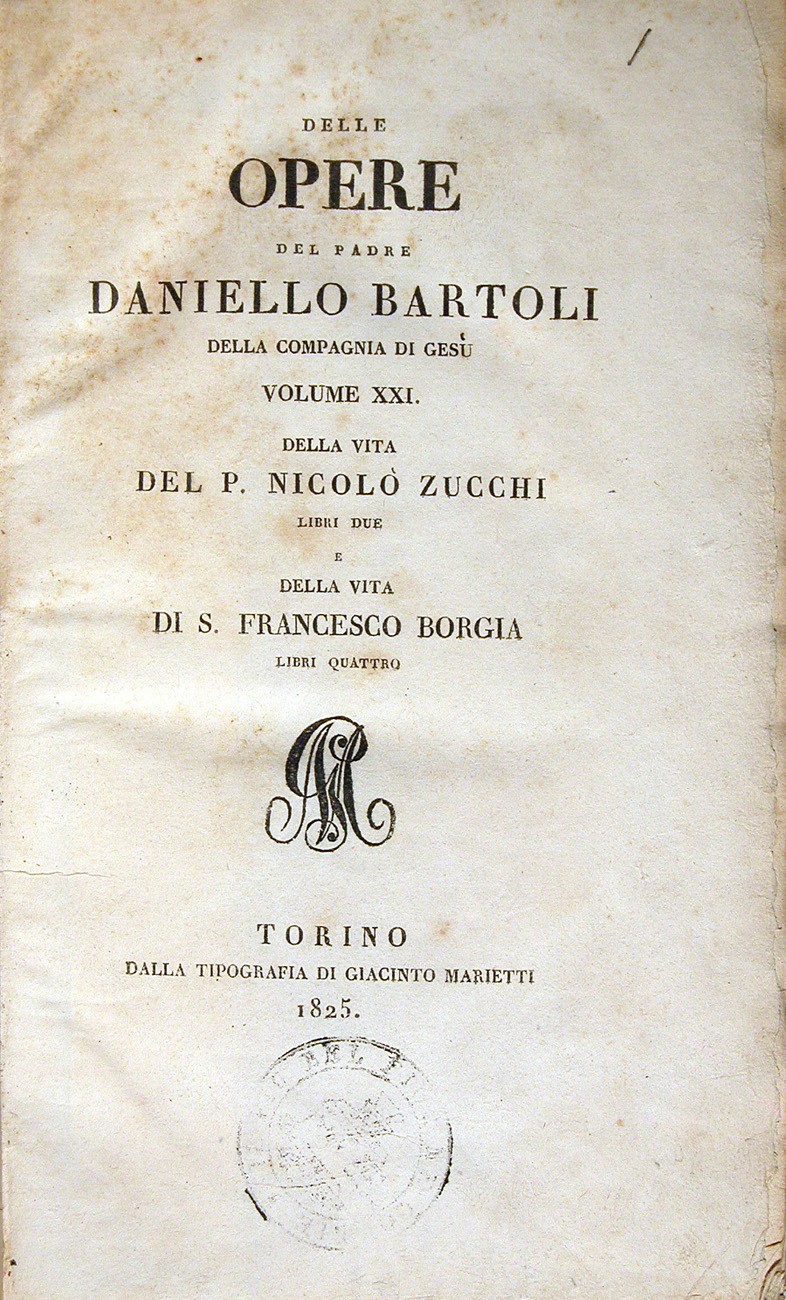 DELLE
OPERE
DEL PADRE
DANIELLO BARTOLI
DELLA COMPAGNIA DI GESÙ
VOLUME XXI.
DELLA VITA
DEL P. NICOLÒ ZUCCHI
LIBRI DUE
E
DELLA VITA
DI S. FRANCESCO BORGIA
LIBRI QUATTRO
TORINO
DALLA TIPOGRAFIA DI GIACINTO MARIETTI
1825.